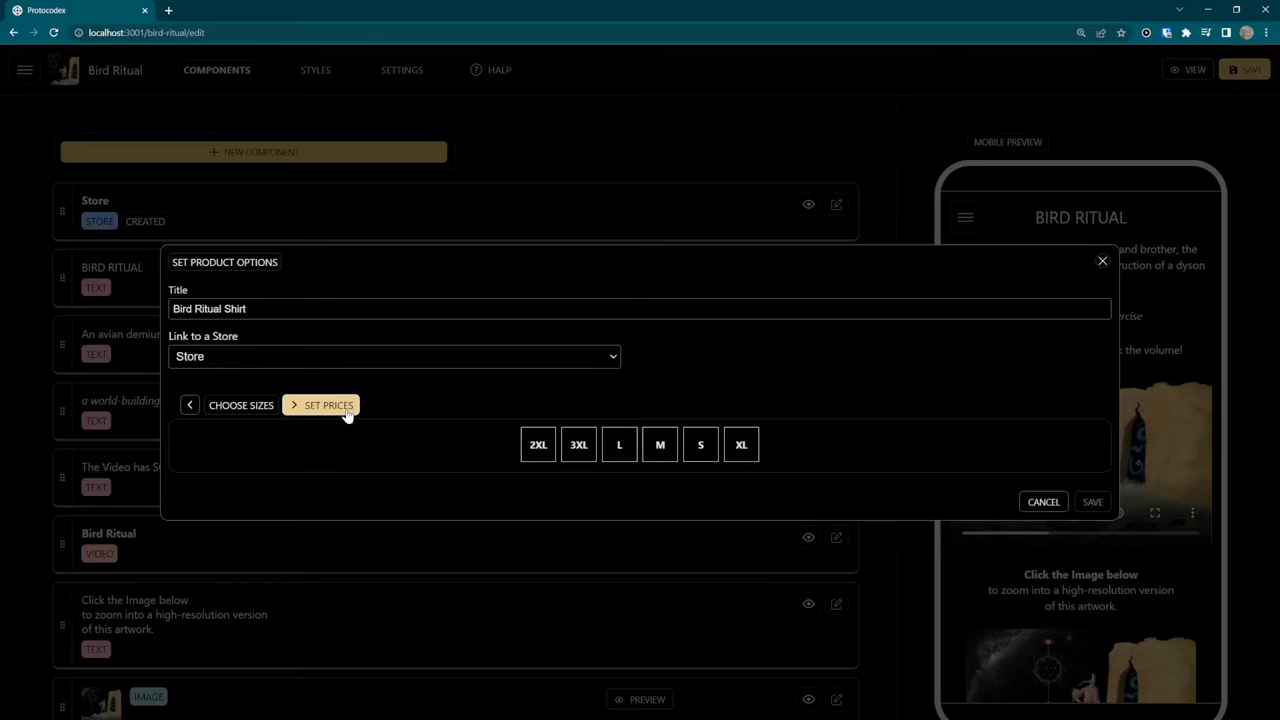 Protocodex
localhost:3001/bird-ritual/edit
Bird Ritual
COMPONENTS
STYLES
SETTINGS
HALP
VIEW
SAVE
NEW COMPONENT
MOBILE PREVIEW
Store
STORE CREATED
BIRD RITUAL
TEXT
An avian demiur
TEXT
a world-building
TEXT
The Video has S
TEXT
Bird Ritual
VIDEO
Click the Image below
to zoom into a high-resolution version
of this artwork.
TEXT
IMAGE
PREVIEW
SET PRODUCT OPTIONS
Title
Bird Ritual Shirt
Link to a Store
Store
CHOOSE SIZES
SET PRICES
2XL 3XL L M S XL
CANCEL
SAVE
BIRD RITUAL
and brother, the
ruction of a dyson
ercise
k the volume!
Click the Image below
to zoom into a high-resolution version
of this artwork.